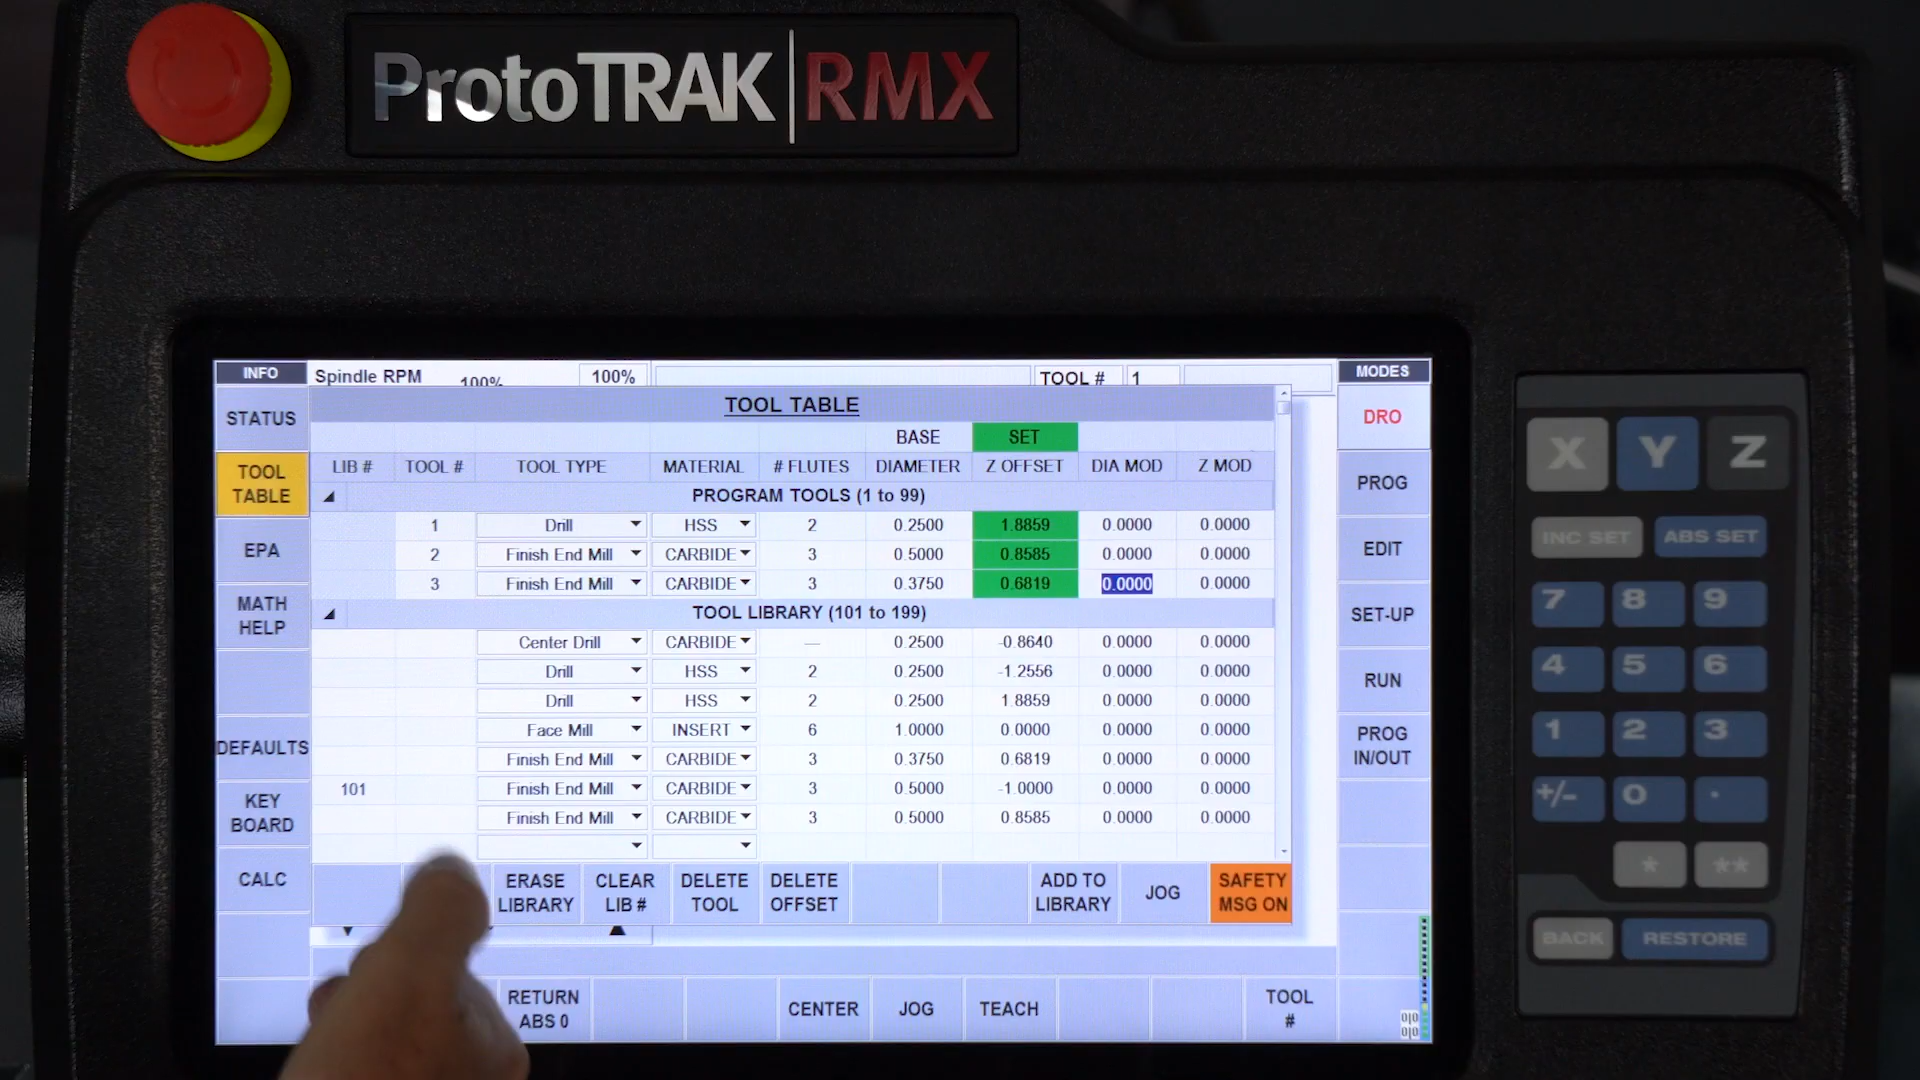 ProtoTRAK RMX
INFO
Spindle RPM
100%
100%
TOOL #
1
MODES
STATUS
TOOL
TABLE
EPA
MATH
HELP
DEFAULTS
KEY
BOARD
CALC
TOOL TABLE
BASE
SET
LIB #
TOOL #
TOOL TYPE
MATERIAL
# FLUTES
DIAMETER
Z OFFSET
DIA MOD
Z MOD
PROGRAM TOOLS (1 to 99)
1 Drill HSS 2 0.2500 1.8859 0.0000 0.0000
2 Finish End Mill CARBIDE 3 0.5000 0.8585 0.0000 0.0000
3 Finish End Mill CARBIDE 3 0.3750 0.6819 0.0000 0.0000
TOOL LIBRARY (101 to 199)
Center Drill CARBIDE — 0.2500 -0.8640 0.0000 0.0000
Drill HSS 2 0.2500 -1.2556 0.0000 0.0000
Drill HSS 2 0.2500 1.8859 0.0000 0.0000
Face Mill INSERT 6 1.0000 0.0000 0.0000 0.0000
Finish End Mill CARBIDE 3 0.3750 0.6819 0.0000 0.0000
101 Finish End Mill CARBIDE 3 0.5000 -1.0000 0.0000 0.0000
Finish End Mill CARBIDE 3 0.5000 0.8585 0.0000 0.0000
ERASE
LIBRARY
CLEAR
LIB #
DELETE
TOOL
DELETE
OFFSET
ADD TO
LIBRARY
JOG
SAFETY
MSG ON
RETURN
ABS 0
CENTER
JOG
TEACH
TOOL
#
DRO
PROG
EDIT
SET-UP
RUN
PROG
IN/OUT
X Y Z
INC SET ABS SET
7 8 9
4 5 6
1 2 3
+/- 0 .
* **
BACK RESTORE